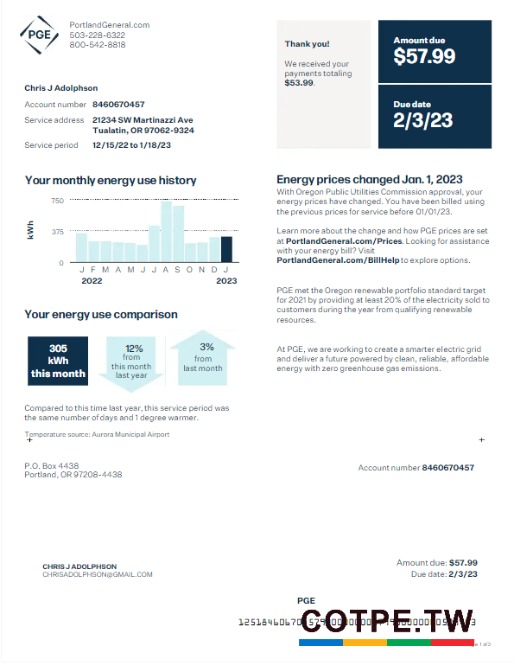 PGE
PortlandGeneral.com
503-228-6322
800-542-8818
Thank you!
We received your
payments totaling
$53.99.
Amount due
$57.99
Due date
2/3/23
Chris J Adolphson
Account number 8460670457
Service address 21234 SW Martinazzi Ave
Tualatin, OR 97062-9324
Service period 12/15/22 to 1/18/23
Your monthly energy use history
kWh
750
375
0
J F M A M J J A S O N D J
2022 2023
Energy prices changed Jan. 1, 2023
With Oregon Public Utilities Commission approval, your
energy prices have changed. You have been billed using
the previous prices for service before 01/01/23.
Learn more about the change and how PGE prices are set
at PortlandGeneral.com/Prices. Looking for assistance
with your energy bill? Visit
PortlandGeneral.com/BillHelp to explore options.
PGE met the Oregon renewable portfolio standard target
for 2021 by providing at least 20% of the electricity sold to
customers during the year from qualifying renewable
resources.
At PGE, we are working to create a smarter electric grid
and deliver a future powered by clean, reliable, affordable
energy with zero greenhouse gas emissions.
Your energy use comparison
305
kWh
this month
12%
from
this month
last year
3%
from
last month
Compared to this time last year, this service period was
the same number of days and 1 degree warmer.
Temperature source: Aurora Municipal Airport
P.O. Box 4438
Portland, OR 97208-4438
Account number 8460670457
CHRIS J ADOLPHSON
CHRISADOLPHSON@GMAIL.COM
Amount due: $57.99
Due date: 2/3/23
PGE
COTPE.TW